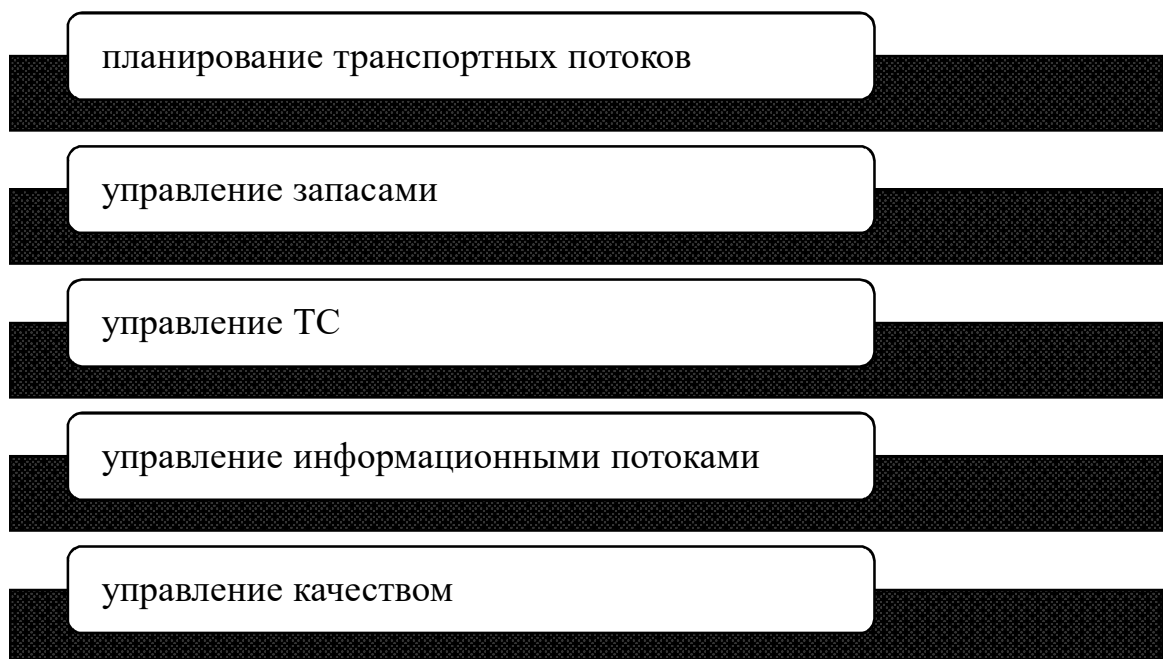 планирование транспортных потоков
управление запасами
управление ТС
управление информационными потоками
управление качеством